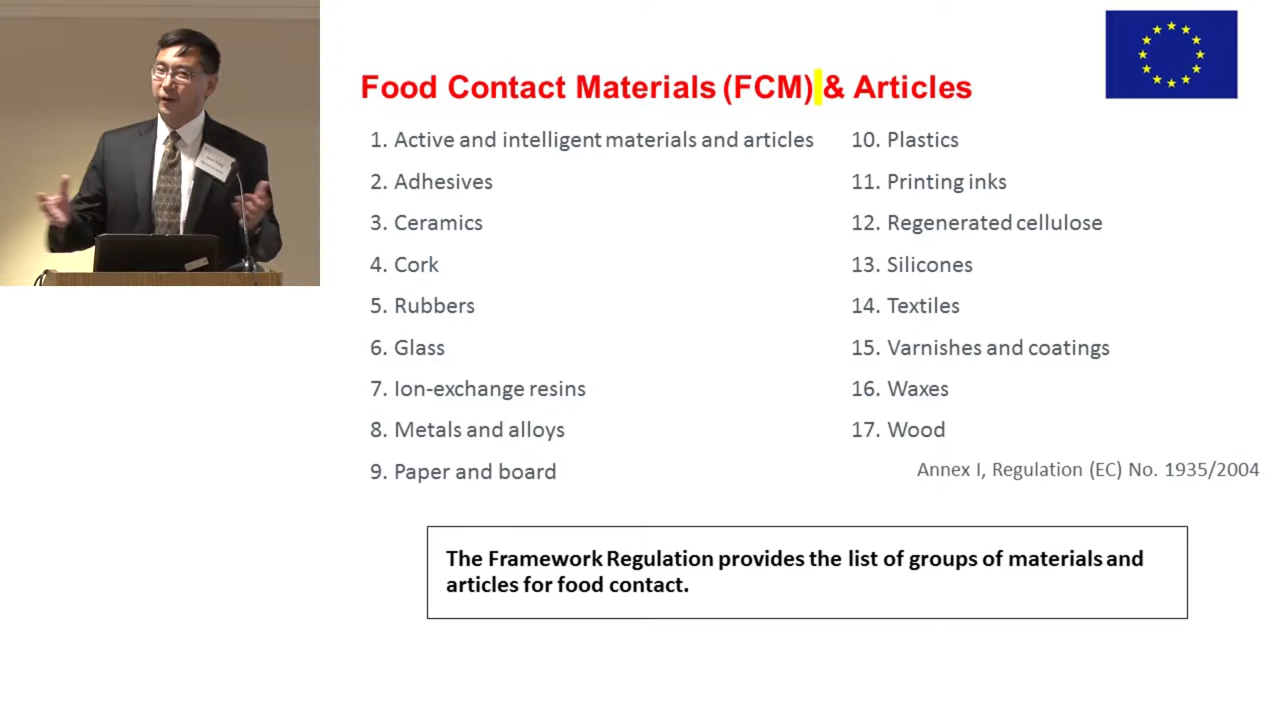 Food Contact Materials (FCM) & Articles
1. Active and intelligent materials and articles
2. Adhesives
3. Ceramics
4. Cork
5. Rubbers
6. Glass
7. Ion-exchange resins
8. Metals and alloys
9. Paper and board
10. Plastics
11. Printing inks
12. Regenerated cellulose
13. Silicones
14. Textiles
15. Varnishes and coatings
16. Waxes
17. Wood
Annex I, Regulation (EC) No. 1935/2004
The Framework Regulation provides the list of groups of materials and
articles for food contact.